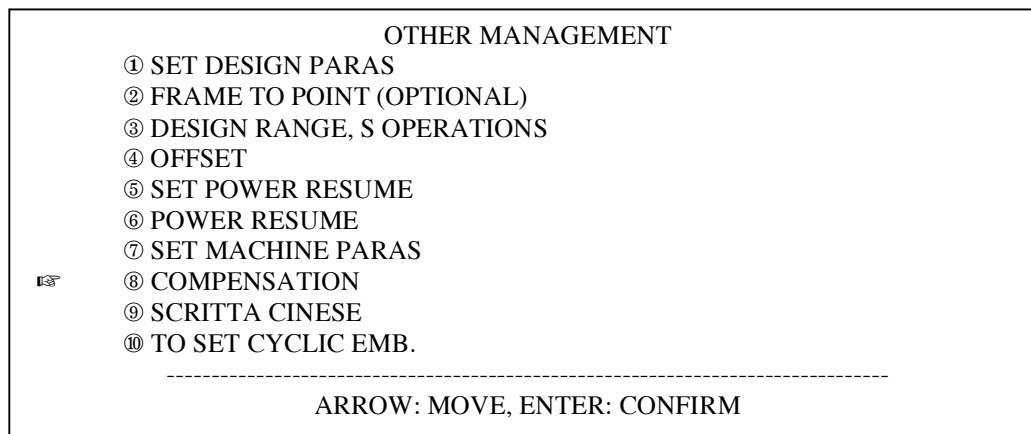 OTHER MANAGEMENT
① SET DESIGN PARAS
② FRAME TO POINT (OPTIONAL)
③ DESIGN RANGE, S OPERATIONS
④ OFFSET
⑤ SET POWER RESUME
⑥ POWER RESUME
⑦ SET MACHINE PARAS
☞ ⑧ COMPENSATION
⑨ SCRITTA CINESE
⑩ TO SET CYCLIC EMB.
--------------------------------------------------------------------------------
ARROW: MOVE, ENTER: CONFIRM